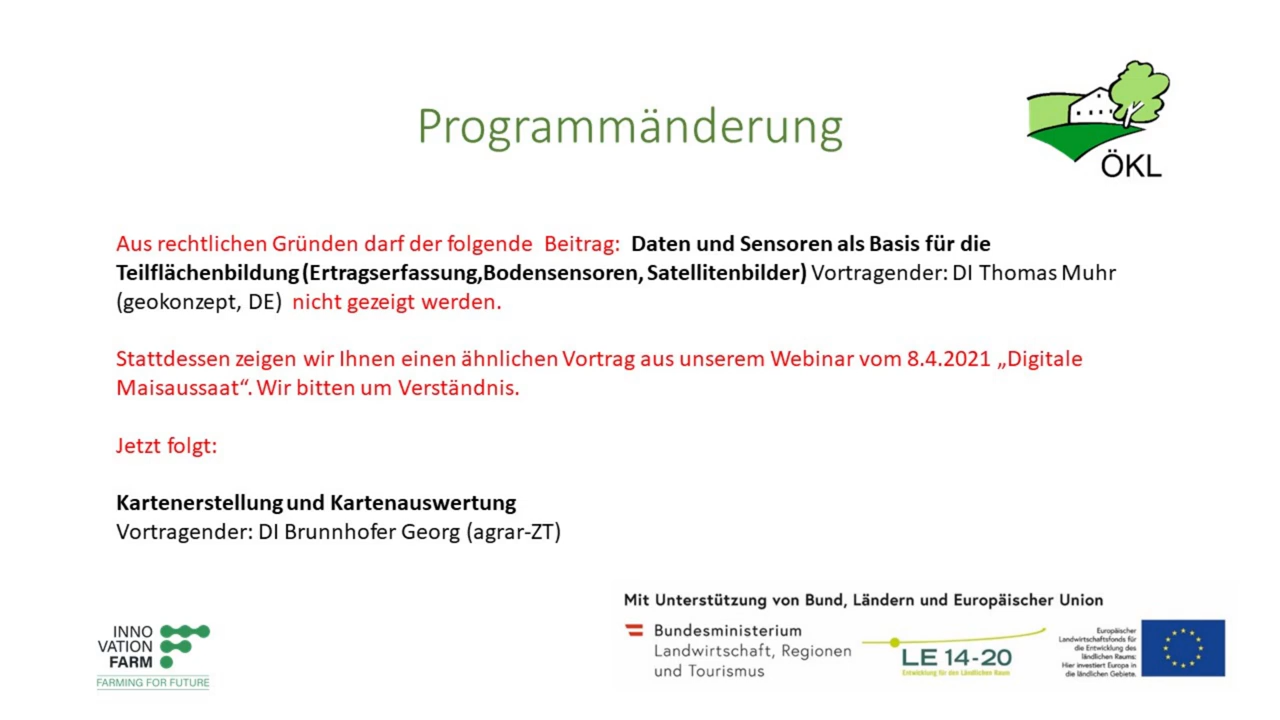 Programmänderung
ÖKL
Aus rechtlichen Gründen darf der folgende Beitrag: Daten und Sensoren als Basis für die
Teilflächenbildung (Ertragserfassung,Bodensensoren, Satellitenbilder) Vortragender: DI Thomas Muhr
(geokonzept, DE) nicht gezeigt werden.
Stattdessen zeigen wir Ihnen einen ähnlichen Vortrag aus unserem Webinar vom 8.4.2021 „Digitale
Maisaussaat“. Wir bitten um Verständnis.
Jetzt folgt:
Kartenerstellung und Kartenauswertung
Vortragender: DI Brunnhofer Georg (agrar-ZT)
INNO
VATION
FARM
FARMING FOR FUTURE
Mit Unterstützung von Bund, Ländern und Europäischer Union
Bundesministerium
Landwirtschaft, Regionen
und Tourismus
LE 14-20
Entwicklung für den Ländlichen Raum
Europäischer
Landwirtschaftsfonds für
die Entwicklung des
ländlichen Raums:
Hier investiert Europa in
die ländlichen Gebiete.